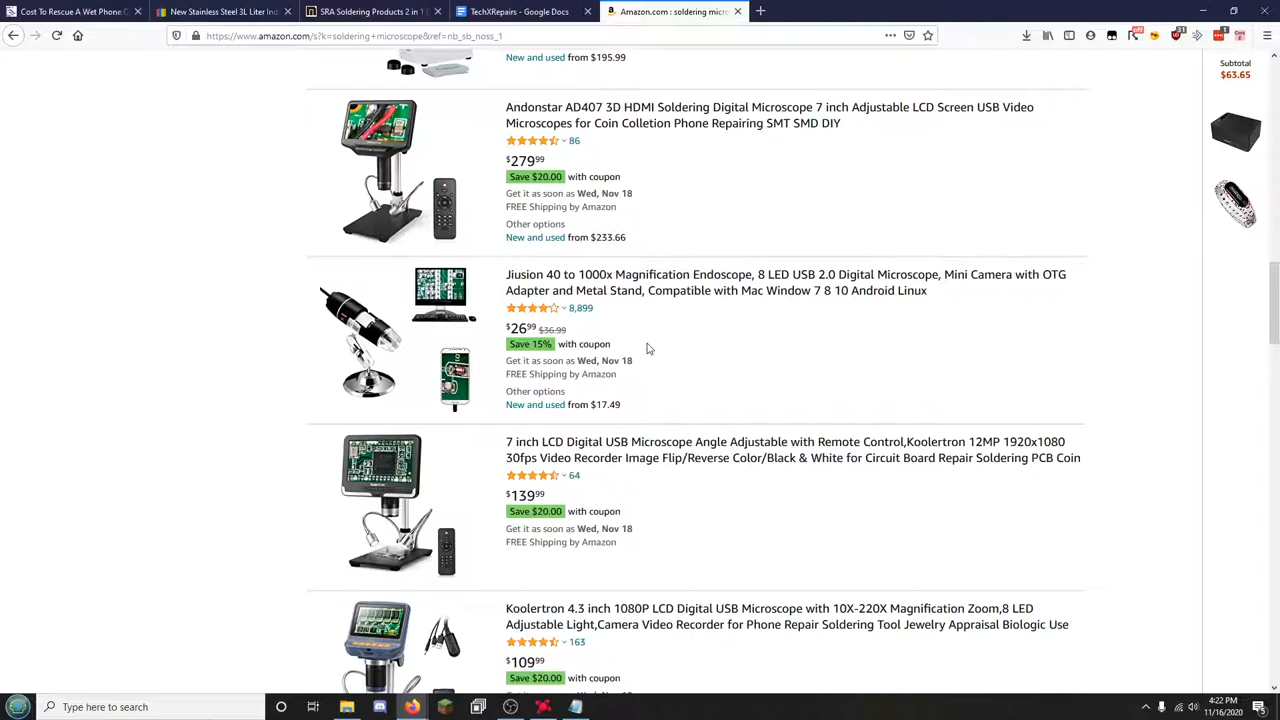 Cost To Rescue A Wet Phone C
New Stainless Steel 3L Liter Ind
SRA Soldering Products 2 in 1 D
TechXRepairs - Google Docs
Amazon.com : soldering micro
https://www.amazon.com/s?k=soldering+microscope&ref=nb_sb_noss_1
Subtotal
$63.65
New and used from $195.99
Andonstar AD407 3D HDMI Soldering Digital Microscope 7 inch Adjustable LCD Screen USB Video
Microscopes for Coin Colletion Phone Repairing SMT SMD DIY
86
$279.99
Save $20.00 with coupon
Get it as soon as Wed, Nov 18
FREE Shipping by Amazon
Other options
New and used from $233.66
Jiusion 40 to 1000x Magnification Endoscope, 8 LED USB 2.0 Digital Microscope, Mini Camera with OTG
Adapter and Metal Stand, Compatible with Mac Window 7 8 10 Android Linux
8,899
$26.99 $36.99
Save 15% with coupon
Get it as soon as Wed, Nov 18
FREE Shipping by Amazon
Other options
New and used from $17.49
7 inch LCD Digital USB Microscope Angle Adjustable with Remote Control,Koolertron 12MP 1920x1080
30fps Video Recorder Image Flip/Reverse Color/Black & White for Circuit Board Repair Soldering PCB Coin
64
$139.99
Save $20.00 with coupon
Get it as soon as Wed, Nov 18
FREE Shipping by Amazon
Koolertron 4.3 inch 1080P LCD Digital USB Microscope with 10X-220X Magnification Zoom,8 LED
Adjustable Light,Camera Video Recorder for Phone Repair Soldering Tool Jewelry Appraisal Biologic Use
163
$109.99
Save $20.00 with coupon
Type here to search
4:22 PM
11/16/2020